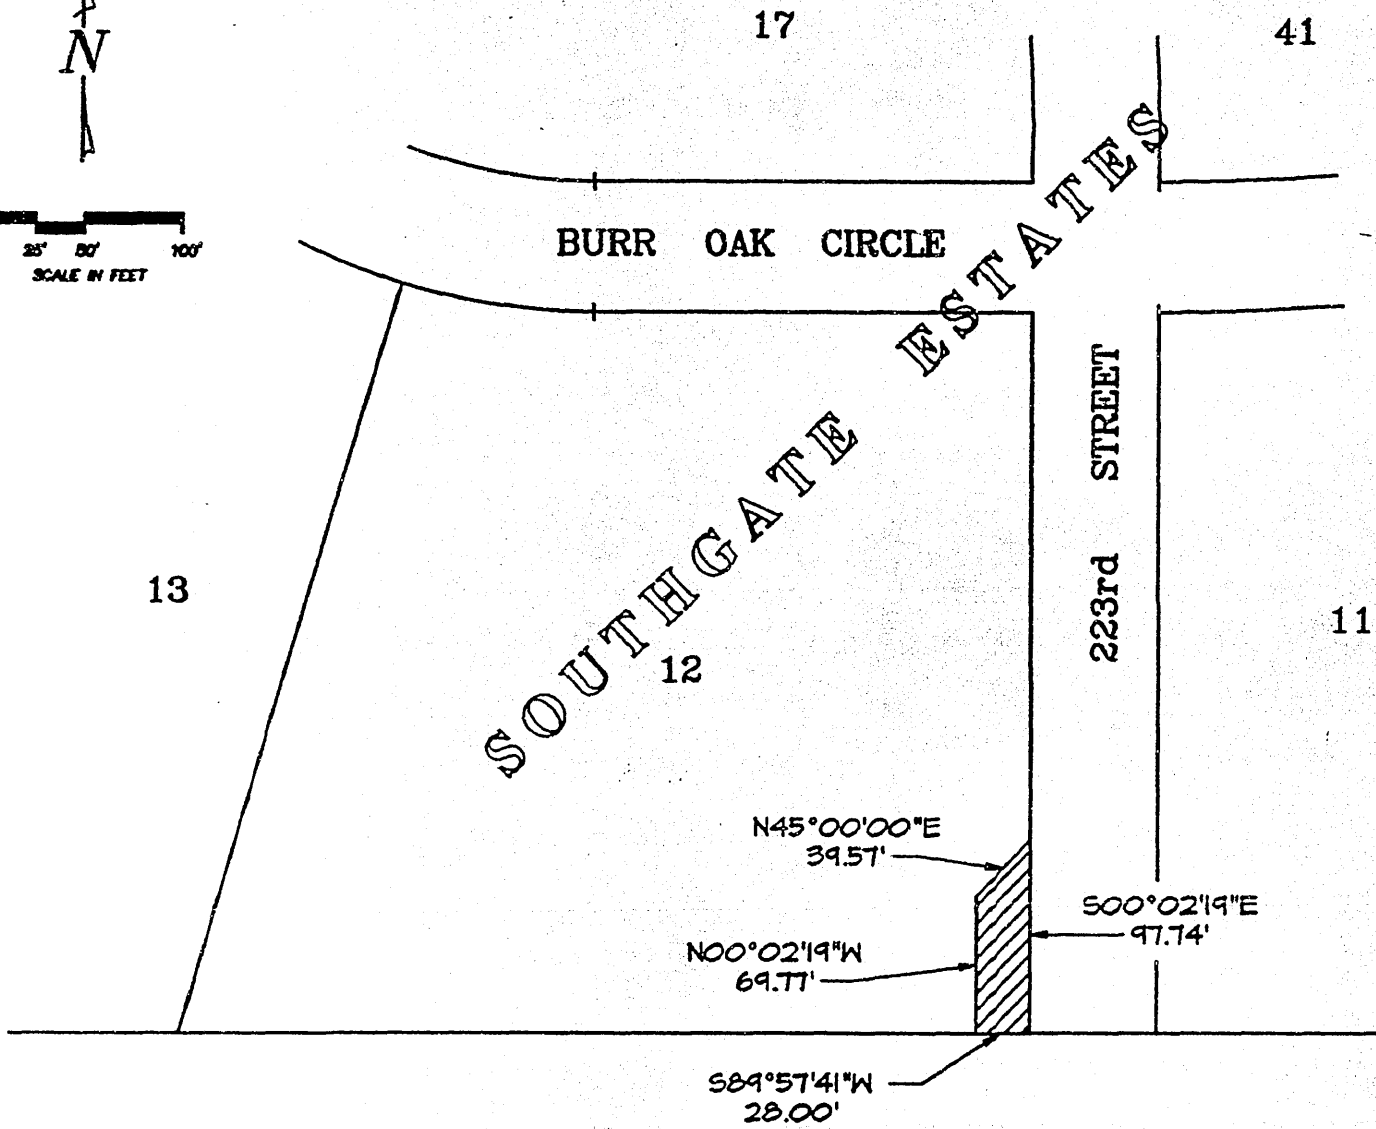 17
41
N
25' 50' 100'
SCALE IN FEET
BURR OAK CIRCLE
SOUTHGATE ESTATES
223rd STREET
13
11
12
N45°00'00"E
39.57'
S00°02'19"E
97.74'
N00°02'19"W
69.77'
S89°57'41"W
28.00'